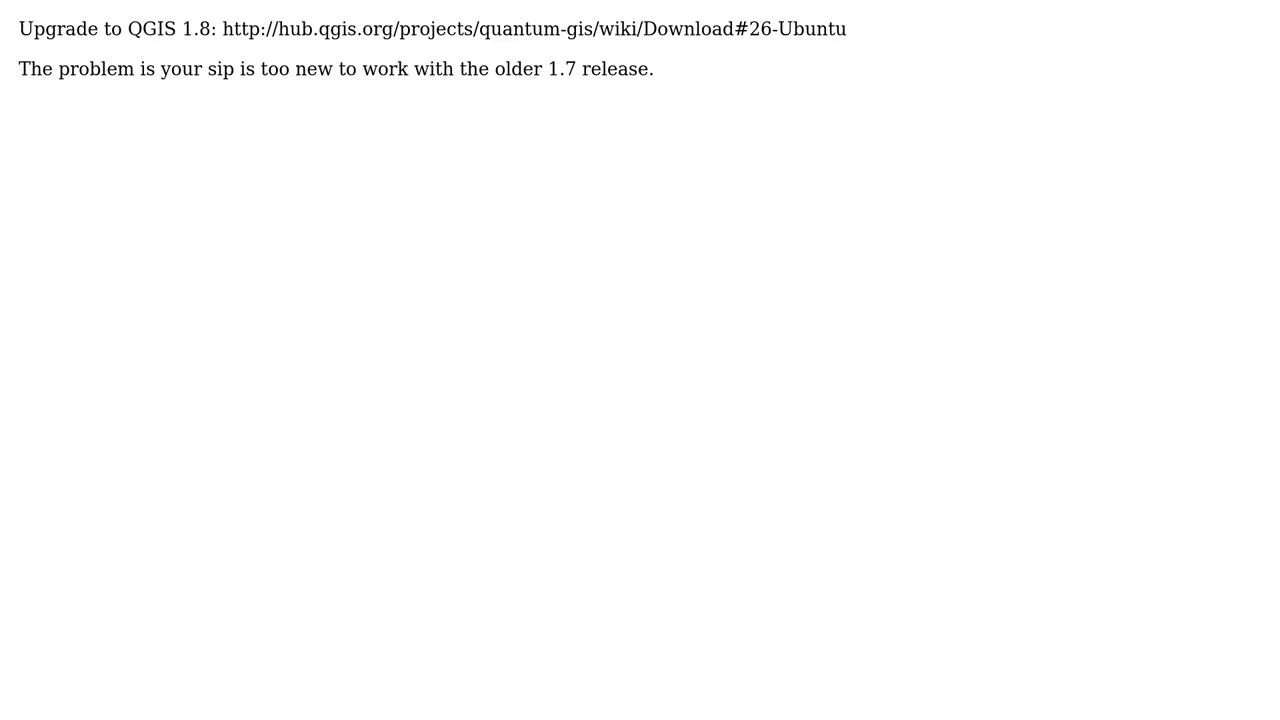 Upgrade to QGIS 1.8: http://hub.qgis.org/projects/quantum-gis/wiki/Download#26-Ubuntu
The problem is your sip is too new to work with the older 1.7 release.